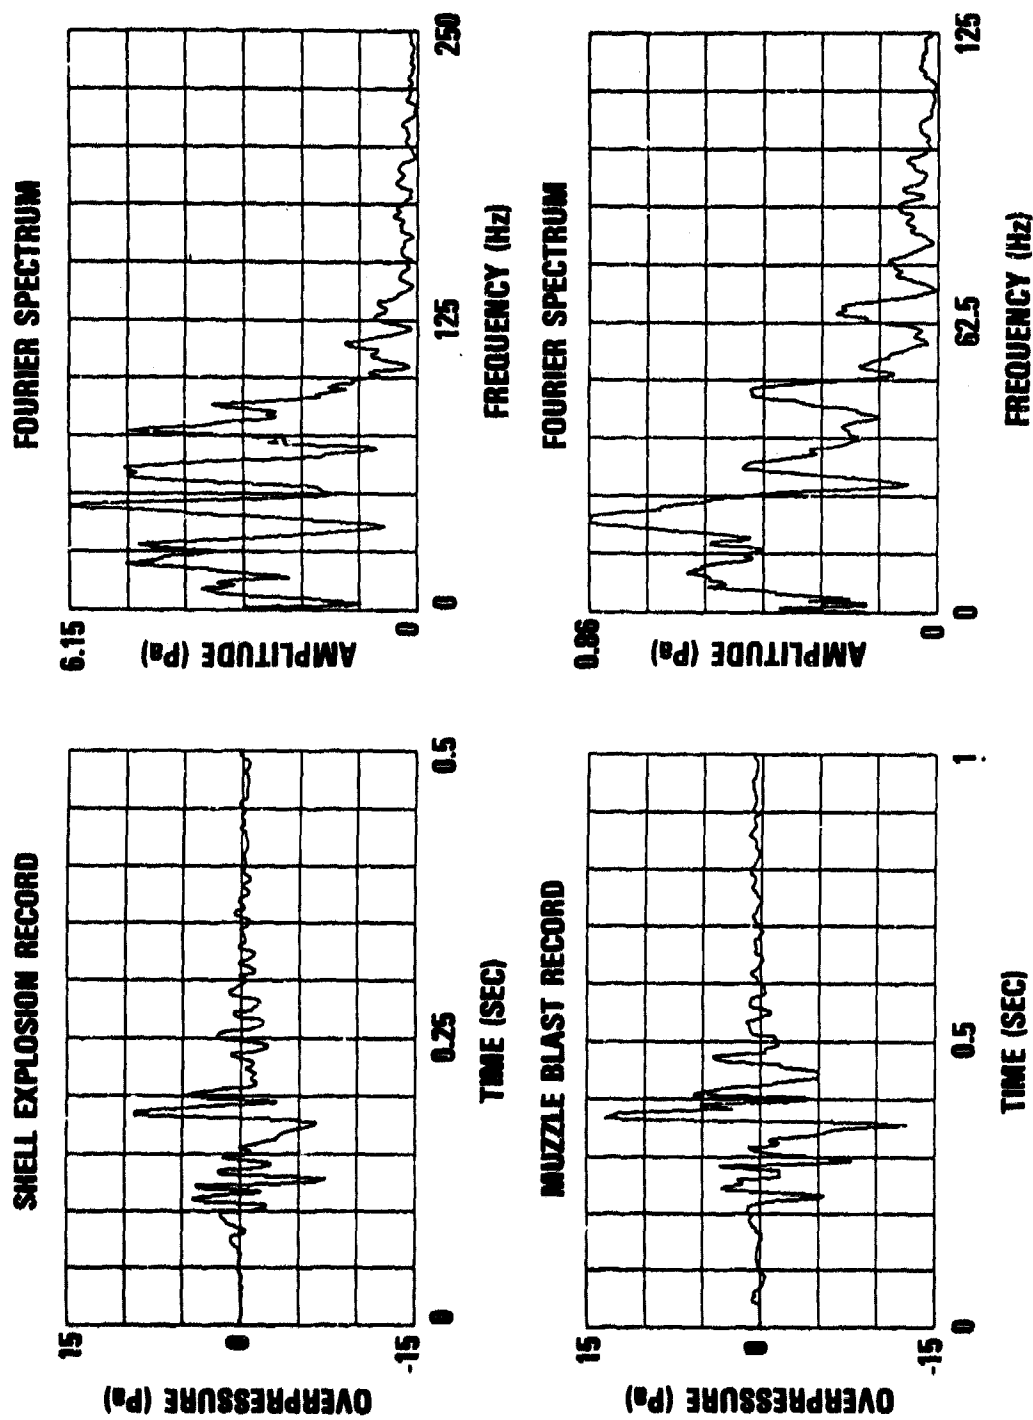 SHELL EXPLOSION RECORD
OVERPRESSURE (Pa)
15
0
-15
0
0.25
0.5
TIME (SEC)
FOURIER SPECTRUM
AMPLITUDE (Pa)
6.15
0
0
125
250
FREQUENCY (Hz)
MUZZLE BLAST RECORD
OVERPRESSURE (Pa)
15
0
-15
0
0.5
1
TIME (SEC)
FOURIER SPECTRUM
AMPLITUDE (Pa)
0.86
0
0
62.5
125
FREQUENCY (Hz)